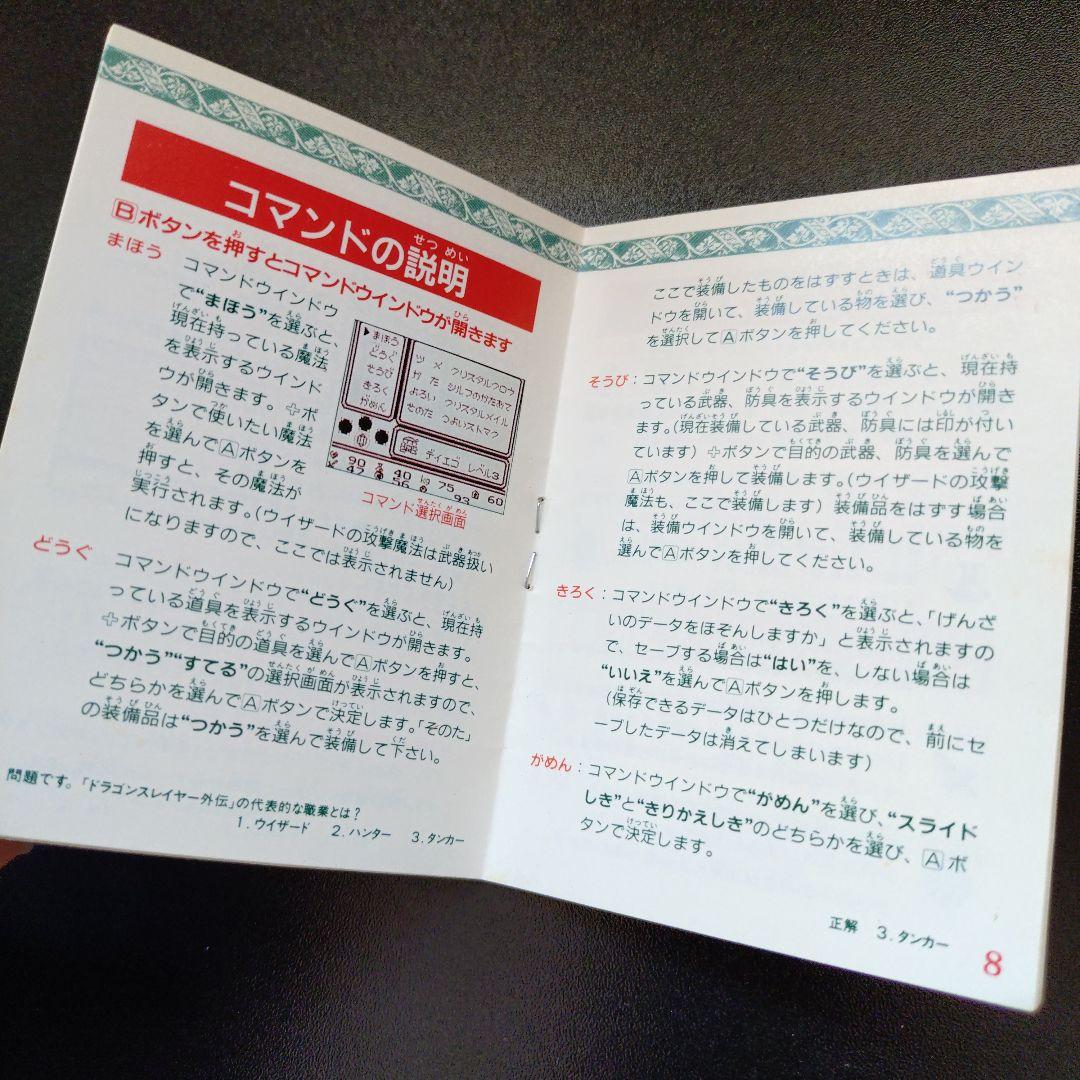 コマンドの説明
Bボタンを押すとコマンドウインドウが開きます
まほう
コマンドウインドウ
で“まほう”を選ぶと、
現在持っている魔法
を表示するウインド
ウが開きます。✚ボ
タンで使いたい魔法
を選んでAボタンを
押すと、その魔法が
実行されます。(ウイザードの攻撃魔法は武器扱い
になりますので、ここでは表示されません)
まほう
どうぐ
そうび
きろく
がめん
ツメ クリスタルクロウ
かた シルフのかたあて
よろい クリスタルメイル
そのた つよいストマク
ディエゴ レベル3
90 40 kg 75 60
42 56 93
コマンド選択画面
どうぐ
コマンドウインドウで“どうぐ”を選ぶと、現在持
っている道具を表示するウインドウが開きます。
✚ボタンで目的の道具を選んでAボタンを押すと、
“つかう”“すてる”の選択画面が表示されますので、
どちらかを選んでAボタンで決定します。「そのた」
の装備品は“つかう”を選んで装備して下さい。
問題です。「ドラゴンスレイヤー外伝」の代表的な職業とは?
1.ウイザード 2.ハンター 3.タンカー
ここで装備したものをはずすときは、道具ウイン
ドウを開いて、装備している物を選び、“つかう”
を選択してAボタンを押してください。
そうび:コマンドウインドウで“そうび”を選ぶと、現在持
っている武器、防具を表示するウインドウが開き
ます。(現在装備している武器、防具には印が付い
ています)✚ボタンで目的の武器、防具を選んで
Aボタンを押して装備します。(ウイザードの攻撃
魔法も、ここで装備します)装備品をはずす場合
は、装備ウインドウを開いて、装備している物を
選んでAボタンを押してください。
きろく:コマンドウインドウで“きろく”を選ぶと、「げんざ
いのデータをほぞんしますか」と表示されますの
で、セーブする場合は“はい”を、しない場合は
“いいえ”を選んでAボタンを押します。
(保存できるデータはひとつだけなので、前にセ
ーブしたデータは消えてしまいます)
がめん:コマンドウインドウで“がめん”を選び、“スライド
しき”と“きりかえしき”のどちらかを選び、Aボ
タンで決定します。
正解 3.タンカー
8